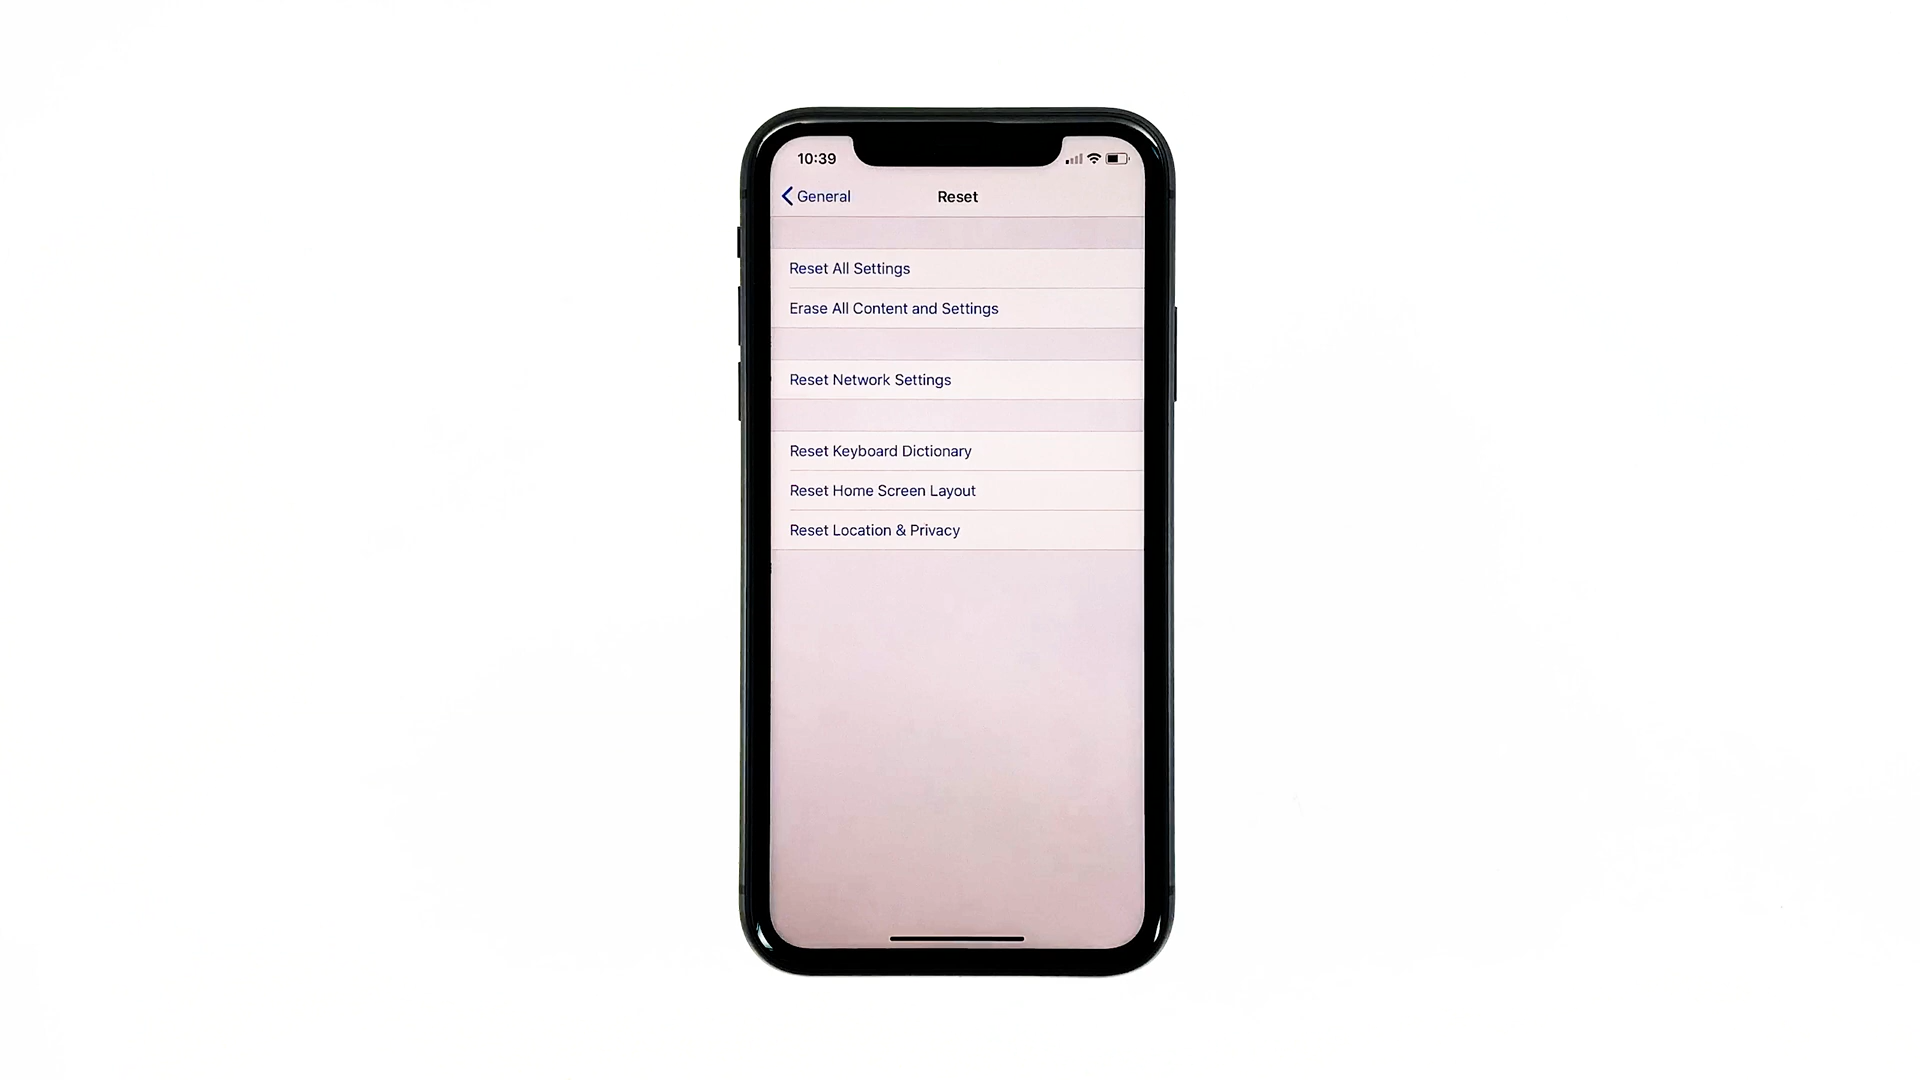 10:39
General
Reset
Reset All Settings
Erase All Content and Settings
Reset Network Settings
Reset Keyboard Dictionary
Reset Home Screen Layout
Reset Location & Privacy